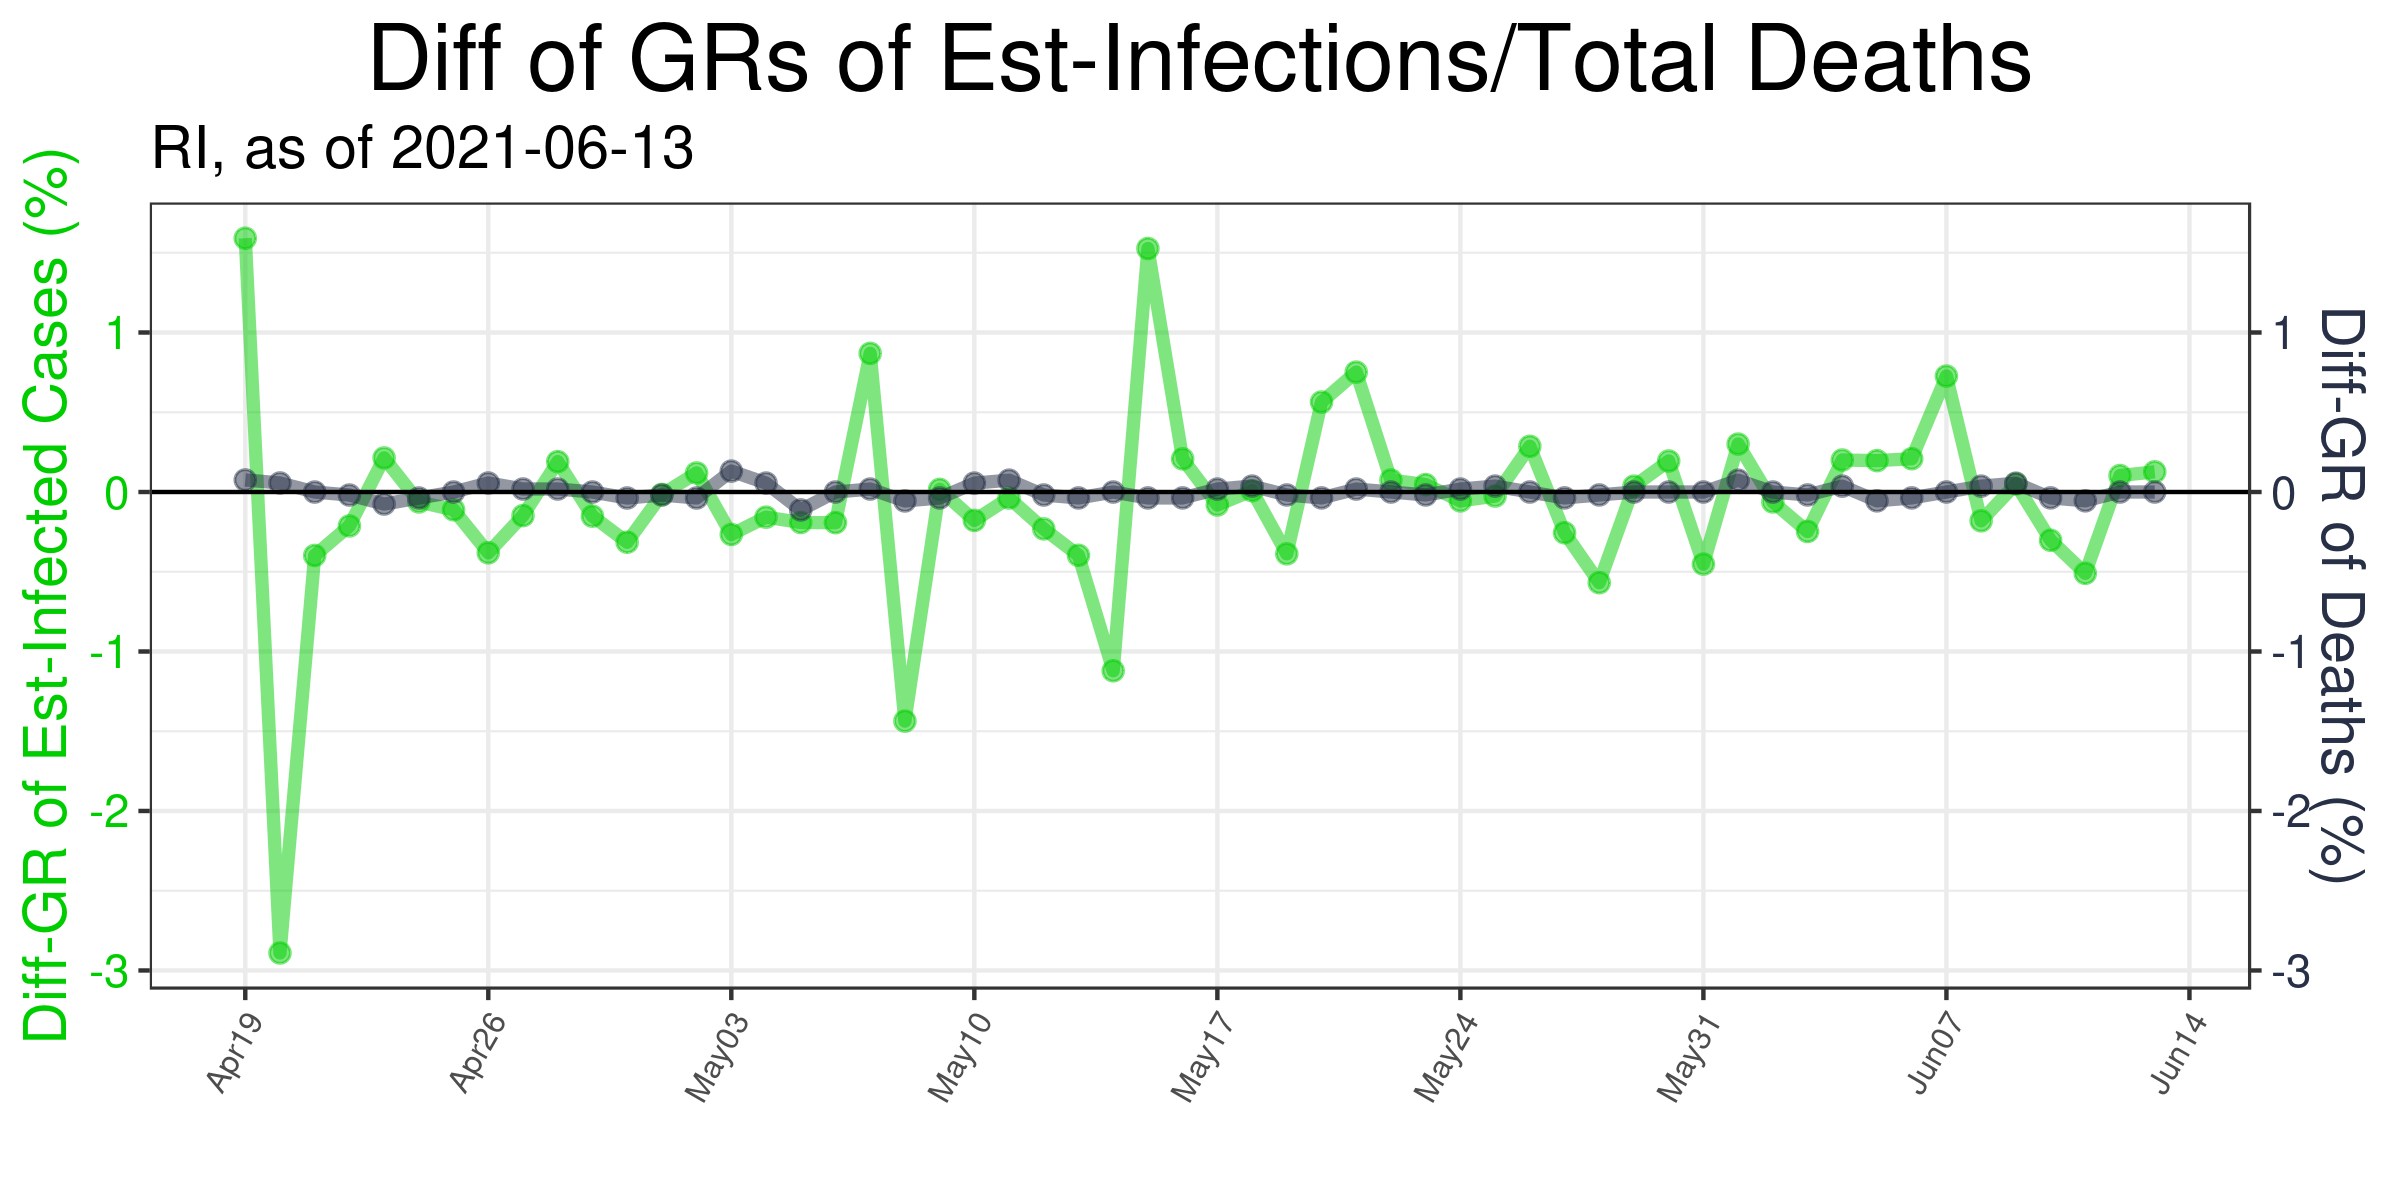 Diff of GRs of Est-Infections/Total Deaths
RI, as of 2021-06-13
Diff-GR of Est-Infected Cases (%)
1
0
-1
-2
-3
1
0
-1
-2
-3
Diff-GR of Deaths (%)
Apr19
Apr26
May03
May10
May17
May24
May31
Jun07
Jun14